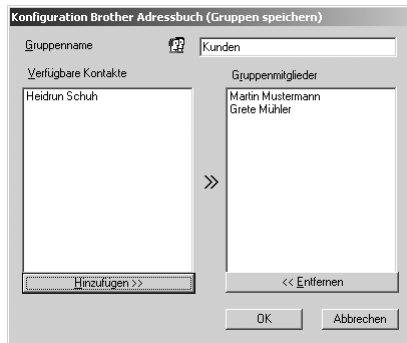 Konfiguration Brother Adressbuch (Gruppen speichern)
Gruppenname
Kunden
Verfügbare Kontakte
Gruppenmitglieder
Heidrun Schuh
Martin Mustermann
Grete Mühler
Hinzufügen >>
<< Entfernen
OK
Abbrechen